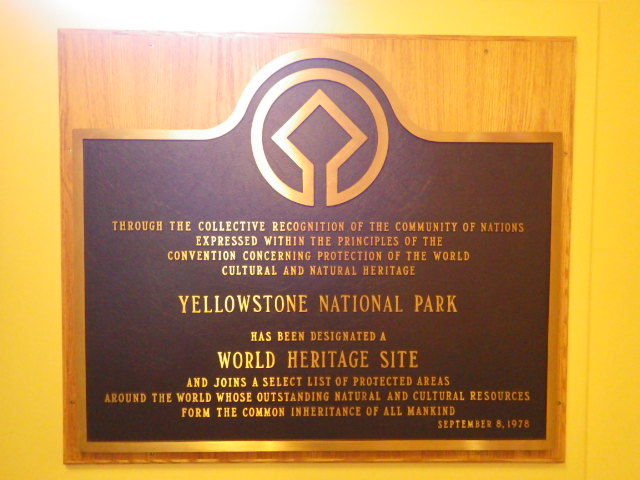 THROUGH THE COLLECTIVE RECOGNITION OF THE COMMUNITY OF NATIONS
EXPRESSED WITHIN THE PRINCIPLES OF THE
CONVENTION CONCERNING PROTECTION OF THE WORLD
CULTURAL AND NATURAL HERITAGE
YELLOWSTONE NATIONAL PARK
HAS BEEN DESIGNATED A
WORLD HERITAGE SITE
AND JOINS A SELECT LIST OF PROTECTED AREAS
AROUND THE WORLD WHOSE OUTSTANDING NATURAL AND CULTURAL RESOURCES
FORM THE COMMON INHERITANCE OF ALL MANKIND
SEPTEMBER 8, 1978